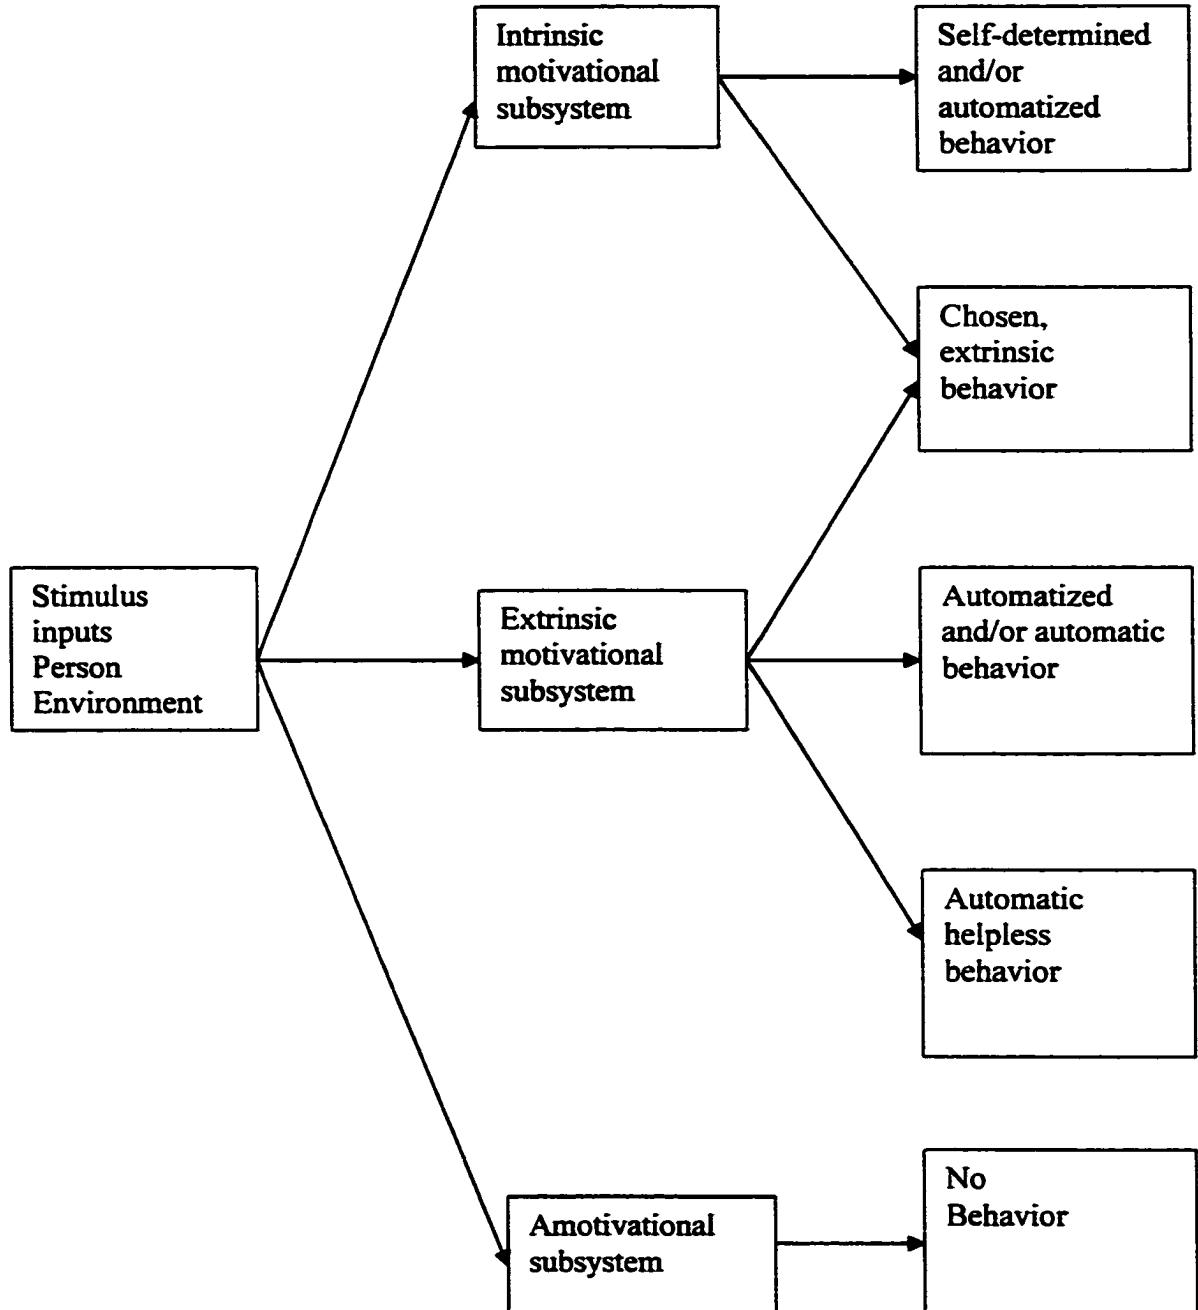 Intrinsic
motivational
subsystem
Self-determined
and/or
automatized
behavior
Chosen,
extrinsic
behavior
Stimulus
inputs
Person
Environment
Extrinsic
motivational
subsystem
Automatized
and/or automatic
behavior
Automatic
helpless
behavior
Amotivational
subsystem
No
Behavior